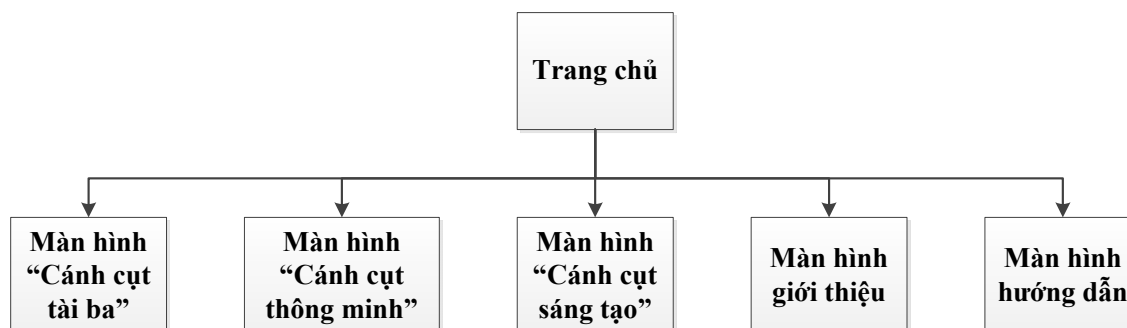 Trang chủ
Màn hình
“Cánh cụt
tài ba”
Màn hình
“Cánh cụt
thông minh”
Màn hình
“Cánh cụt
sáng tạo”
Màn hình
giới thiệu
Màn hình
hướng dẫn